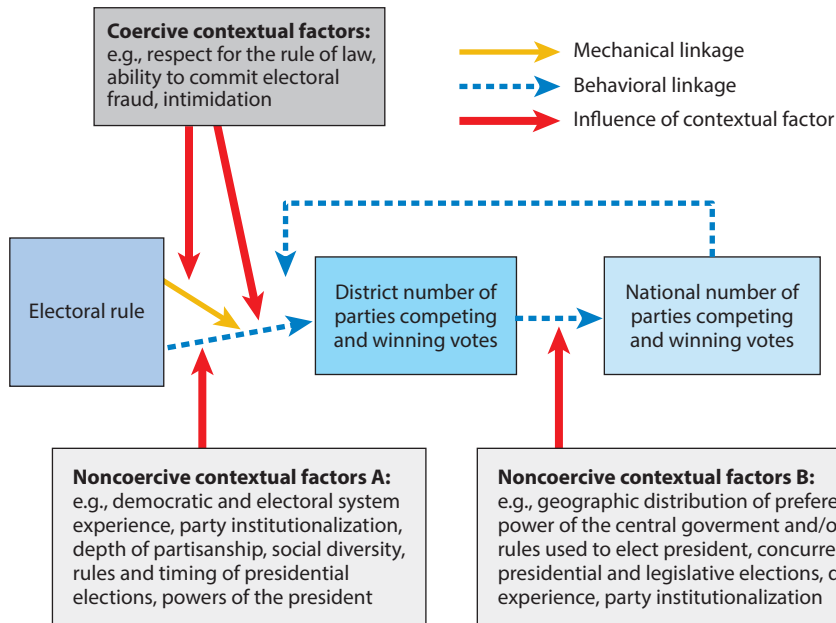 Coercive contextual factors:
e.g., respect for the rule of law,
ability to commit electoral
fraud, intimidation
Mechanical linkage
Behavioral linkage
Influence of contextual factor
Electoral rule
District number of
parties competing
and winning votes
National number of
parties competing
and winning votes
Noncoercive contextual factors A:
e.g., democratic and electoral system
experience, party institutionalization,
depth of partisanship, social diversity,
rules and timing of presidential
elections, powers of the president
Noncoercive contextual factors B:
e.g., geographic distribution of
power of the central goverment
rules used to elect president,
presidential and legislative elections,
experience, party institutionalization